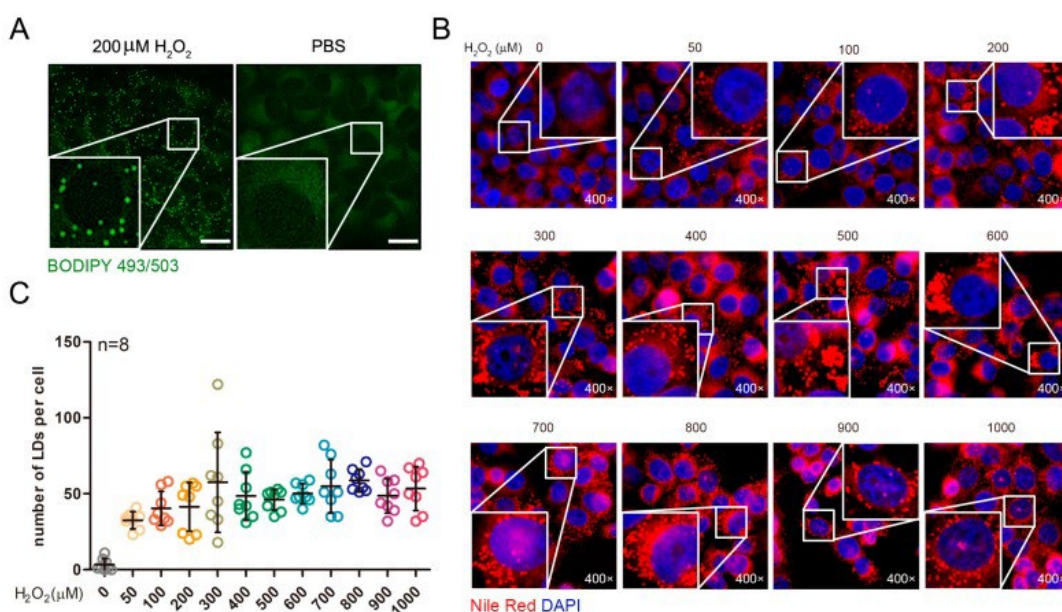 A
200 μM H₂O₂ PBS
BODIPY 493/503
B
H₂O₂ (μM) 0 50 100 200
400× 400× 400× 400×
300 400 500 600
400× 400× 400× 400×
700 800 900 1000
400× 400× 400× 400×
Nile Red DAPI
C
n=8
number of LDs per cell
150
100
50
0
H₂O₂(μM) 0 50 100 200 300 400 500 600 700 800 900 1000